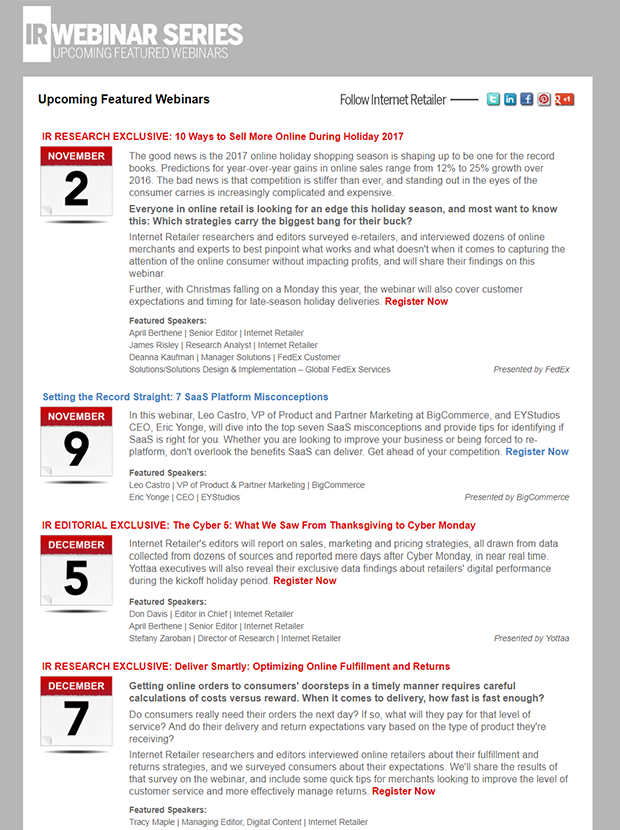 IR WEBINAR SERIES
UPCOMING FEATURED WEBINARS
Upcoming Featured Webinars
Follow Internet Retailer
+1
IR RESEARCH EXCLUSIVE: 10 Ways to Sell More Online During Holiday 2017
NOVEMBER
2
The good news is the 2017 online holiday shopping season is shaping up to be one for the record
books. Predictions for year-over-year gains in online sales range from 12% to 25% growth over
2016. The bad news is that competition is stiffer than ever, and standing out in the eyes of the
consumer carries is increasingly complicated and expensive.
Everyone in online retail is looking for an edge this holiday season, and most want to know
this: Which strategies carry the biggest bang for their buck?
Internet Retailer researchers and editors surveyed e-retailers, and interviewed dozens of online
merchants and experts to best pinpoint what works and what doesn't when it comes to capturing the
attention of the online consumer without impacting profits, and will share their findings on this
webinar.
Further, with Christmas falling on a Monday this year, the webinar will also cover customer
expectations and timing for late-season holiday deliveries. Register Now
Featured Speakers:
April Berthene | Senior Editor | Internet Retailer
James Risley | Research Analyst | Internet Retailer
Deanna Kaufman | Manager Solutions | FedEx Customer
Solutions/Solutions Design & Implementation – Global FedEx Services
Presented by FedEx
Setting the Record Straight: 7 SaaS Platform Misconceptions
NOVEMBER
9
In this webinar, Leo Castro, VP of Product and Partner Marketing at BigCommerce, and EYStudios
CEO, Eric Yonge, will dive into the top seven SaaS misconceptions and provide tips for identifying if
SaaS is right for you. Whether you are looking to improve your business or being forced to re-
platform, don't overlook the benefits SaaS can deliver. Get ahead of your competition. Register Now
Featured Speakers:
Leo Castro | VP of Product & Partner Marketing | BigCommerce
Eric Yonge | CEO | EYStudios
Presented by BigCommerce
IR EDITORIAL EXCLUSIVE: The Cyber 5: What We Saw From Thanksgiving to Cyber Monday
DECEMBER
5
Internet Retailer's editors will report on sales, marketing and pricing strategies, all drawn from data
collected from dozens of sources and reported mere days after Cyber Monday, in near real time.
Yottaa executives will also reveal their exclusive data findings about retailers' digital performance
during the kickoff holiday period. Register Now
Featured Speakers:
Don Davis | Editor in Chief | Internet Retailer
April Berthene | Senior Editor | Internet Retailer
Stefany Zaroban | Director of Research | Internet Retailer
Presented by Yottaa
IR RESEARCH EXCLUSIVE: Deliver Smartly: Optimizing Online Fulfillment and Returns
DECEMBER
7
Getting online orders to consumers' doorsteps in a timely manner requires careful
calculations of costs versus reward. When it comes to delivery, how fast is fast enough?
Do consumers really need their orders the next day? If so, what will they pay for that level of
service? And do their delivery and return expectations vary based on the type of product they're
receiving?
Internet Retailer researchers and editors interviewed online retailers about their fulfillment and
returns strategies, and we surveyed consumers about their expectations. We'll share the results of
that survey on the webinar, and include some quick tips for merchants looking to improve the level of
customer service and more effectively manage returns. Register Now
Featured Speakers:
Tracy Maple | Managing Editor, Digital Content | Internet Retailer